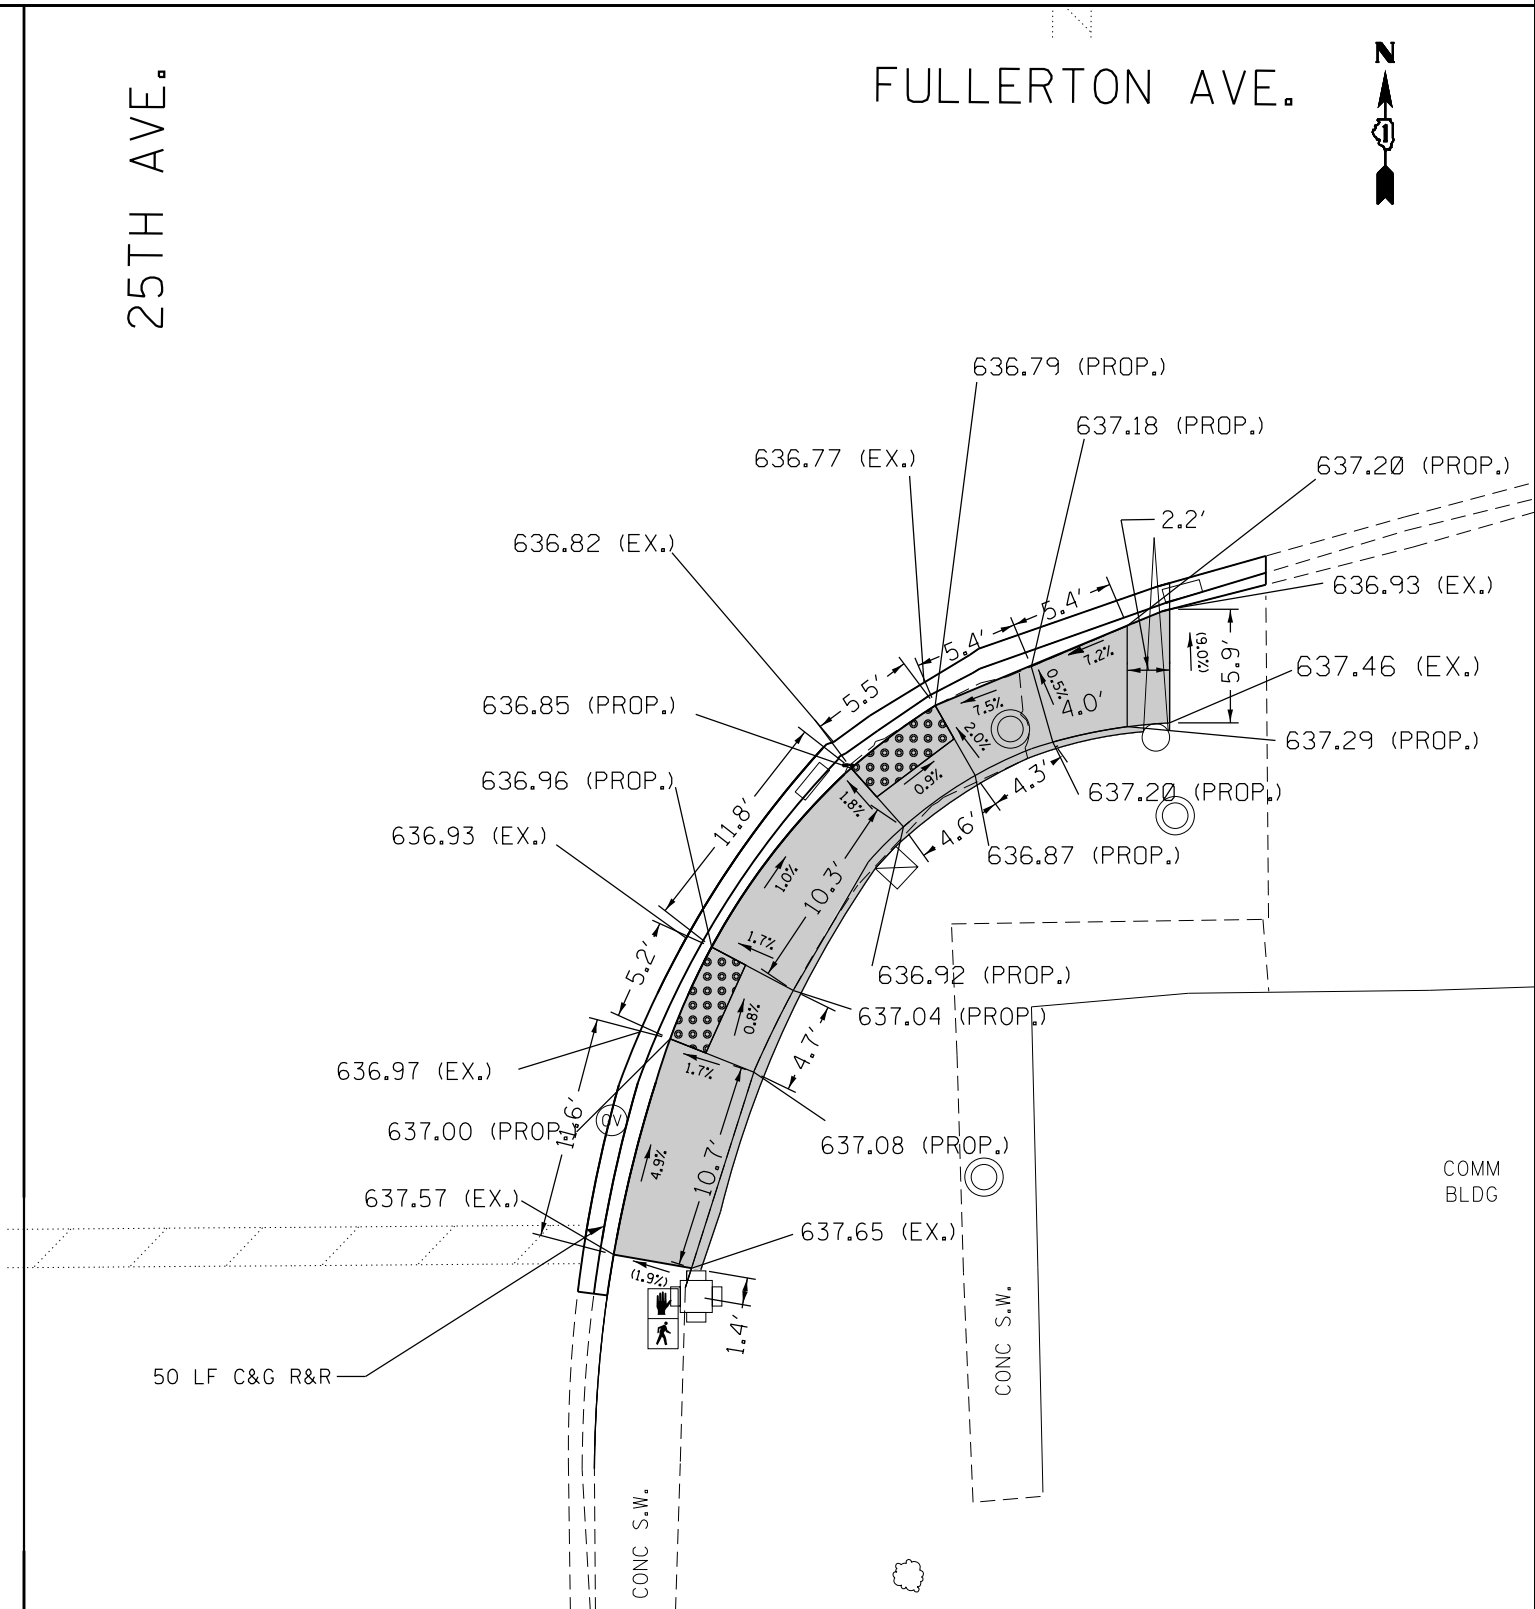 FULLERTON AVE.
N
1
25TH AVE.
636.79 (PROP.)
637.18 (PROP.)
636.77 (EX.)
637.20 (PROP.)
2.2'
636.82 (EX.)
636.93 (EX.)
5.4'
5.4'
(9.0%)
5.9'
7.2%
637.46 (EX.)
5.5'
0.5%
4.0'
636.85 (PROP.)
7.5%
2.0%
637.29 (PROP.)
636.96 (PROP.)
0.9%
4.3'
637.20 (PROP.)
1.8%
11.8'
4.6'
636.93 (EX.)
636.87 (PROP.)
1.0%
10.3'
1.7%
5.2'
636.92 (PROP.)
0.8%
637.04 (PROP.)
4.7'
636.97 (EX.)
1.7%
637.00 (PROP.)
11.6'
637.08 (PROP.)
4.9%
10.7'
COMM
BLDG
637.57 (EX.)
637.65 (EX.)
(1.9%)
1.4'
CONC S.W.
50 LF C&G R&R
CONC S.W.